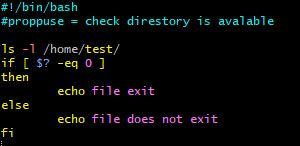 #!/bin/bash
#proppuse = check direstory is avalable
ls -l /home/test/
if [ $? -eq 0 ]
then
echo file exit
else
echo file does not exit
fi